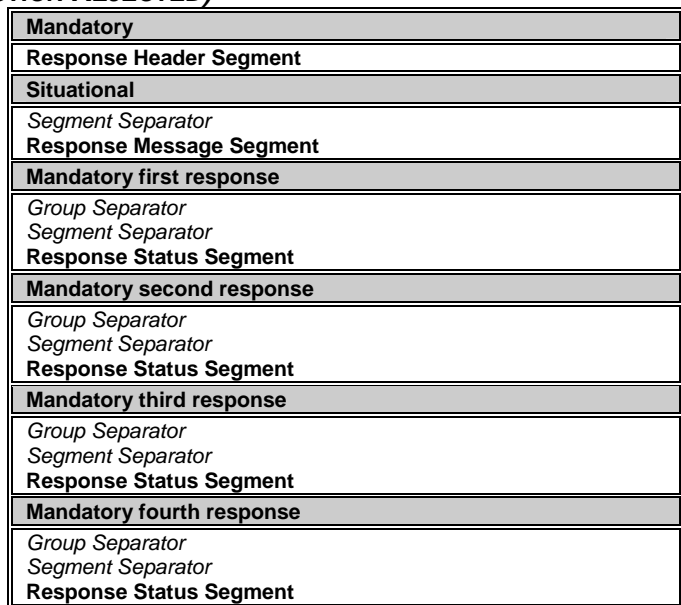 Mandatory
Response Header Segment
Situational
Segment Separator
Response Message Segment
Mandatory first response
Group Separator
Segment Separator
Response Status Segment
Mandatory second response
Group Separator
Segment Separator
Response Status Segment
Mandatory third response
Group Separator
Segment Separator
Response Status Segment
Mandatory fourth response
Group Separator
Segment Separator
Response Status Segment